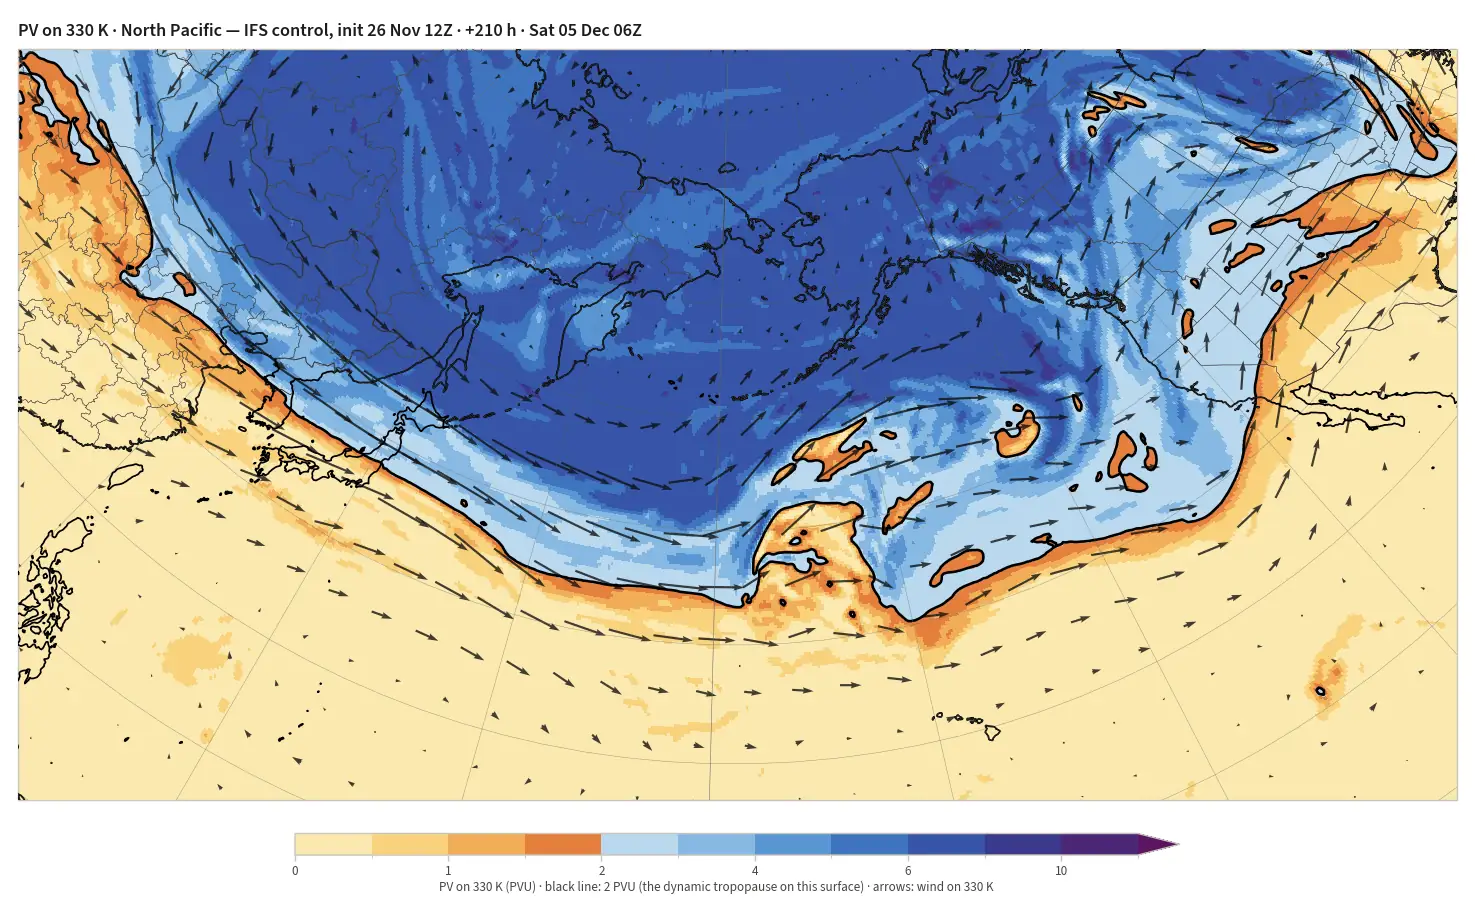 PV on 330 K · North Pacific — IFS control, init 26 Nov 12Z · +210 h · Sat 05 Dec 06Z
0 1 2 4 6 10
PV on 330 K (PVU) · black line: 2 PVU (the dynamic tropopause on this surface) · arrows: wind on 330 K